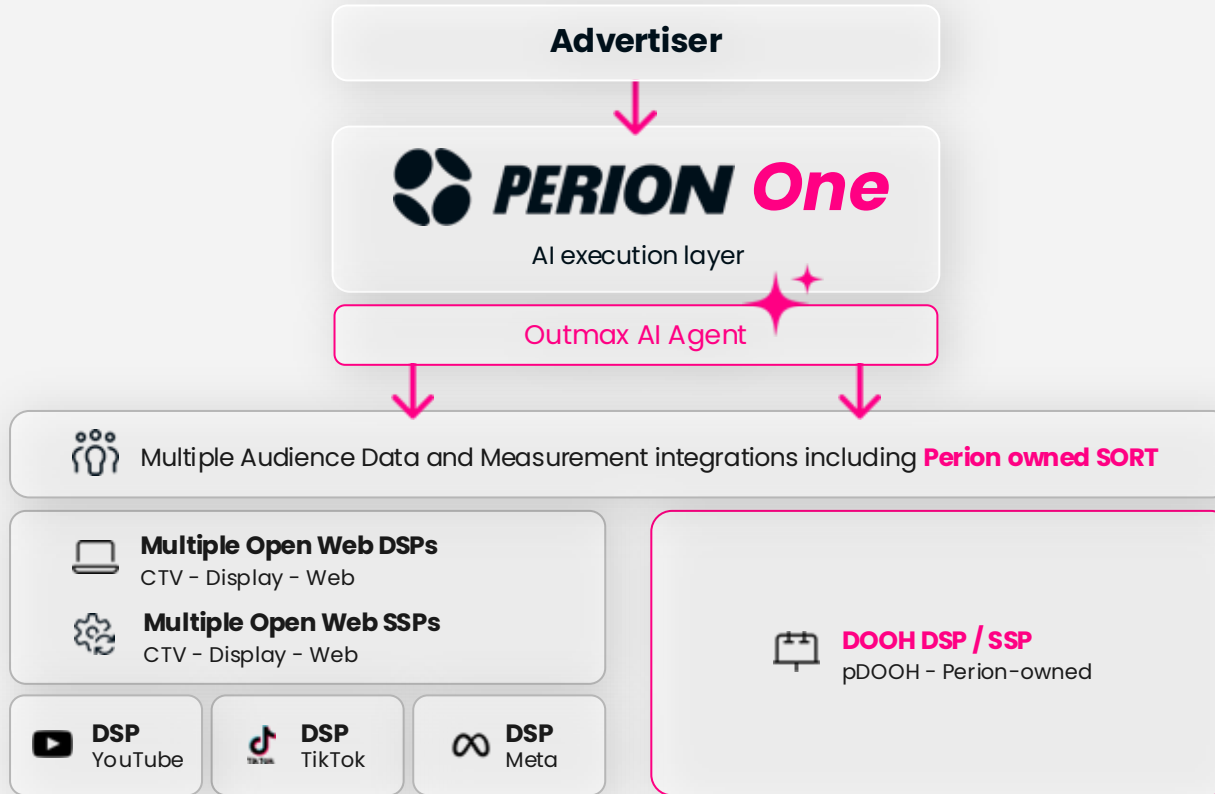 Advertiser
PERION One
AI execution layer
Outmax AI Agent
Multiple Audience Data and Measurement integrations including Perion owned SORT
Multiple Open Web DSPs
CTV - Display - Web
Multiple Open Web SSPs
CTV - Display - Web
DOOH DSP / SSP
pDOOH - Perion-owned
DSP
YouTube
TikTok
DSP
TikTok
DSP
Meta